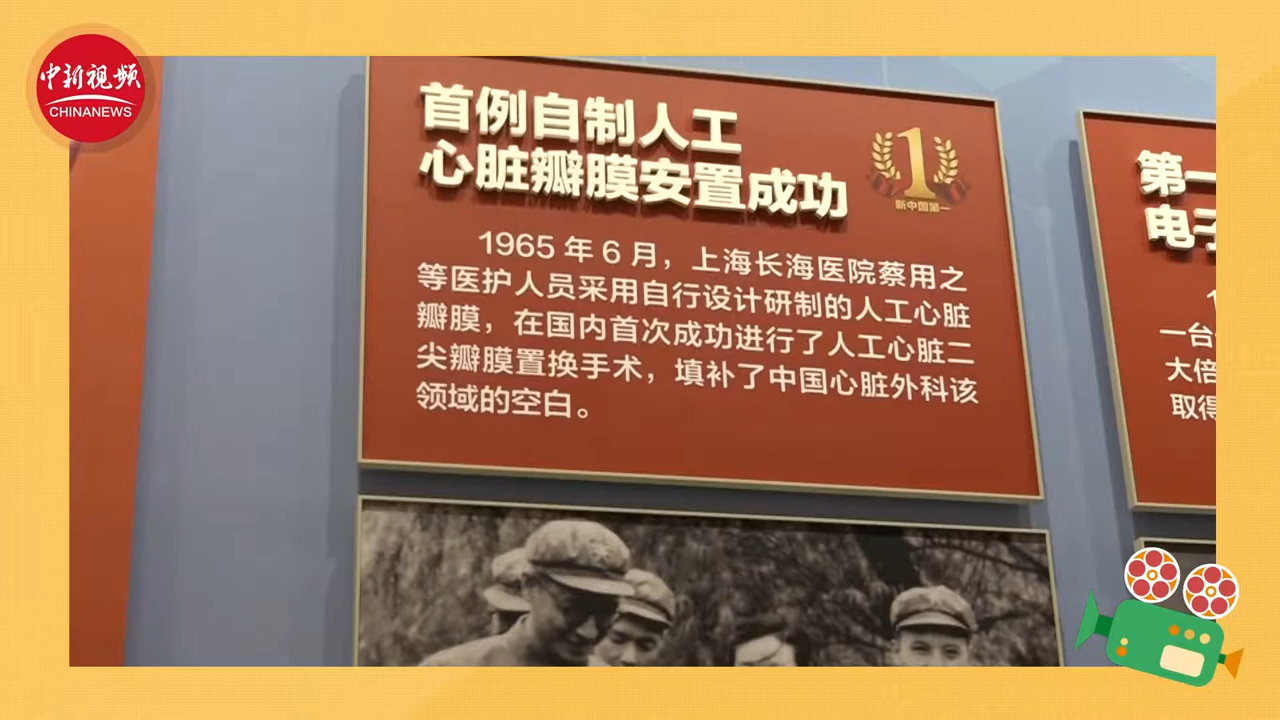 中新视频
CHINANEWS
首例自制人工
心脏瓣膜安置成功
1
新中国第一
1965年6月，上海长海医院蔡用之
等医护人员采用自行设计研制的人工心脏
瓣膜，在国内首次成功进行了人工心脏二
尖瓣膜置换手术，填补了中国心脏外科该
领域的空白。
第一
电子
一台
大倍
取得